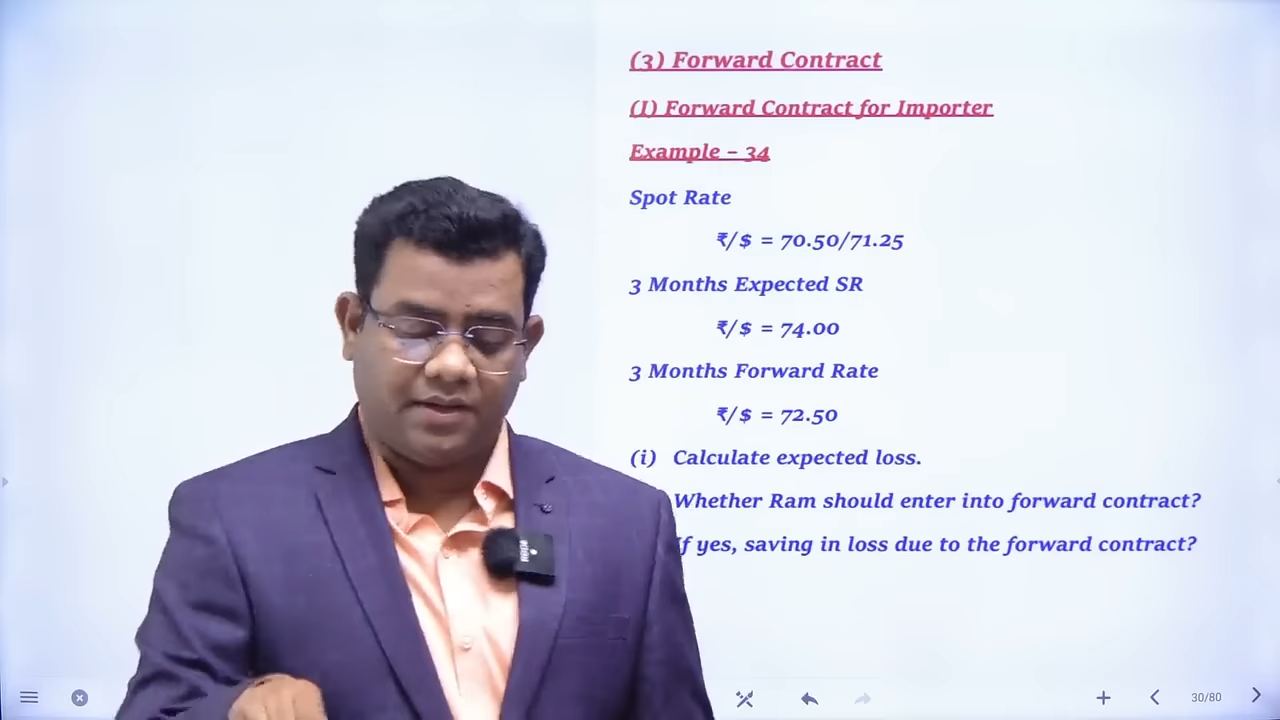 (3) Forward Contract
(I) Forward Contract for Importer
Example – 34
Spot Rate
₹/$ = 70.50/71.25
3 Months Expected SR
₹/$ = 74.00
3 Months Forward Rate
₹/$ = 72.50
(i) Calculate expected loss.
Whether Ram should enter into forward contract?
If yes, saving in loss due to the forward contract?
30/80